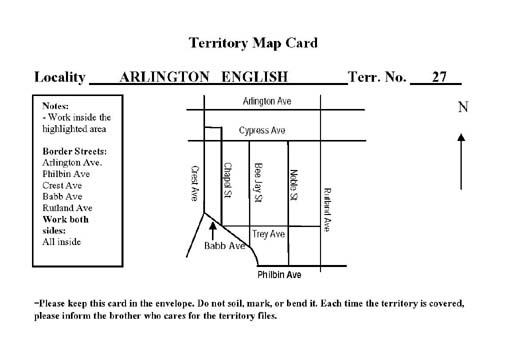 Territory Map Card
Locality ARLINGTON ENGLISH Terr. No. 27
Notes:
- Work inside the
highlighted area
Border Streets:
Arlington Ave.
Philbin Ave
Crest Ave
Babb Ave
Rutland Ave
Work both
sides:
All inside
Arlington Ave
N
Cypress Ave
Crest Ave
Chapol St
Bee Jay St
Noble St
Rutland Ave
Trey Ave
Babb Ave
Philbin Ave
~Please keep this card in the envelope. Do not soil, mark, or bend it. Each time the territory is covered,
please inform the brother who cares for the territory files.